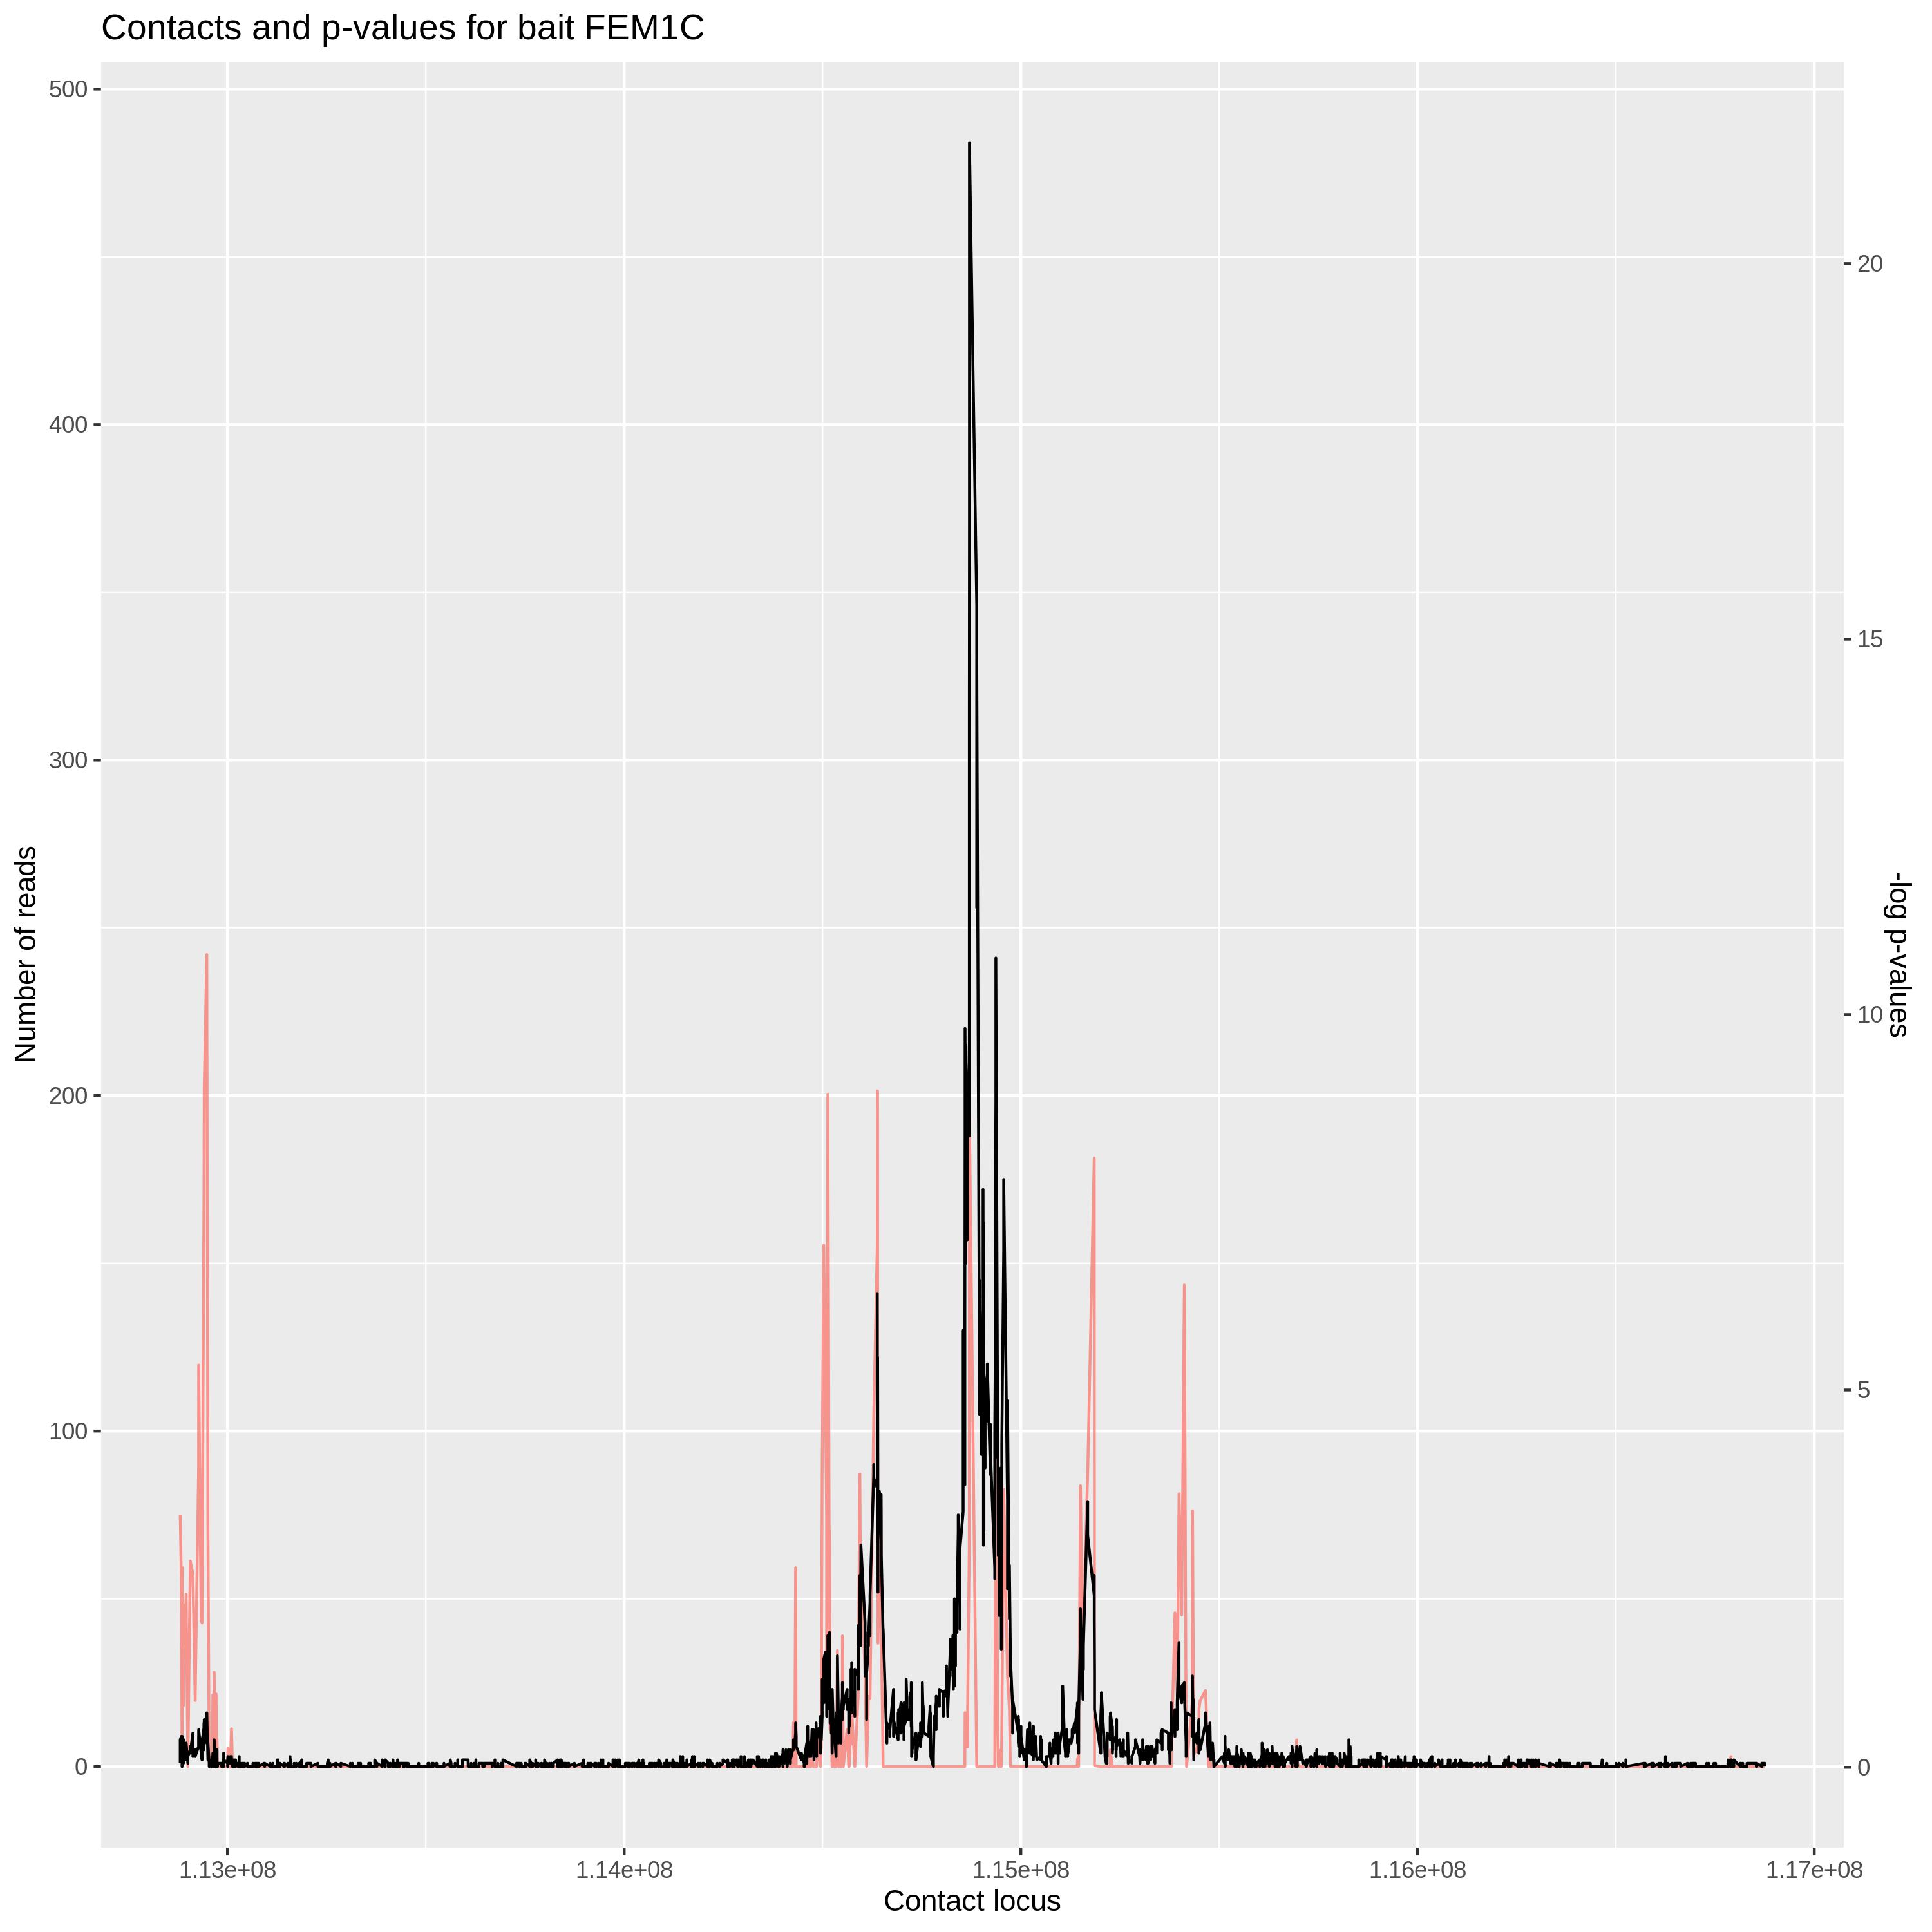 Contacts and p-values for bait FEM1C
500
400
300
200
100
0
Number of reads
20
15
10
5
0
-log p-values
1.13e+08
1.14e+08
1.15e+08
1.16e+08
1.17e+08
Contact locus